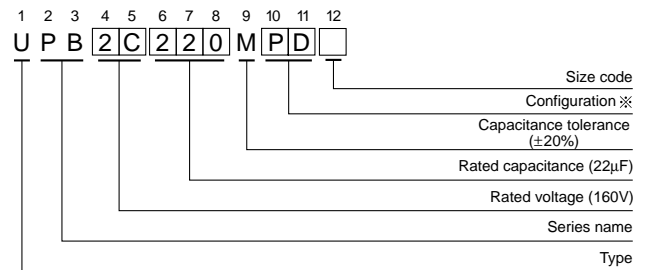 1 2 3 4 5 6 7 8 9 10 11 12
U P B 2 C 2 2 0 M P D
Size code
Configuration ※
Capacitance tolerance
(±20%)
Rated capacitance (22µF)
Rated voltage (160V)
Series name
Type